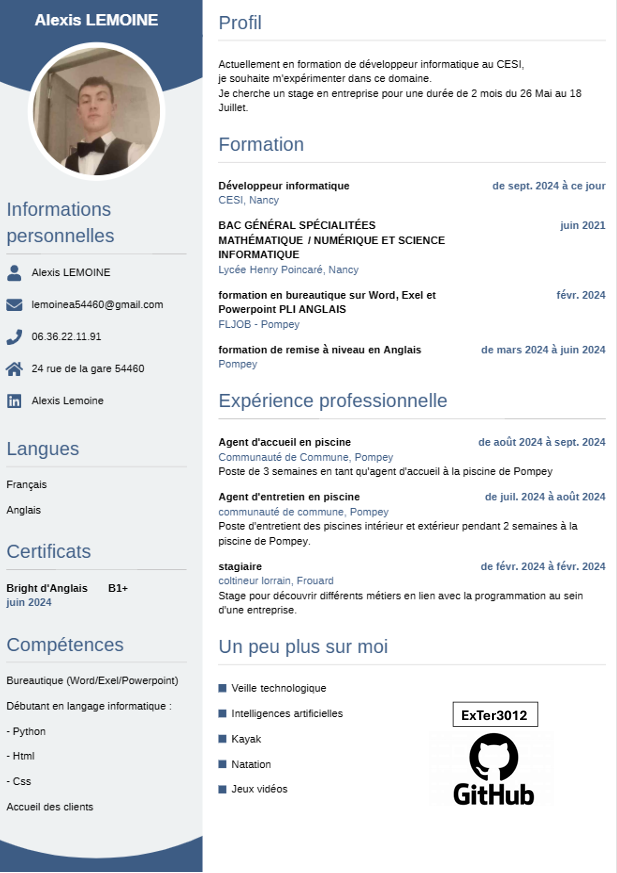 Alexis LEMOINE
Informations
personnelles
Alexis LEMOINE
lemoinea54460@gmail.com
06.36.22.11.91
24 rue de la gare 54460
Alexis Lemoine
Langues
Français
Anglais
Certificats
Bright d'Anglais B1+
juin 2024
Compétences
Bureautique (Word/Exel/Powerpoint)
Débutant en langage informatique :
- Python
- Html
- Css
Accueil des clients
Profil
Actuellement en formation de développeur informatique au CESI,
je souhaite m'expérimenter dans ce domaine.
Je cherche un stage en entreprise pour une durée de 2 mois du 26 Mai au 18
Juillet.
Formation
Développeur informatique de sept. 2024 à ce jour
CESI, Nancy
BAC GÉNÉRAL SPÉCIALITÉES juin 2021
MATHÉMATIQUE / NUMÉRIQUE ET SCIENCE
INFORMATIQUE
Lycée Henry Poincaré, Nancy
formation en bureautique sur Word, Exel et févr. 2024
Powerpoint PLI ANGLAIS
FLJOB - Pompey
formation de remise à niveau en Anglais de mars 2024 à juin 2024
Pompey
Expérience professionnelle
Agent d'accueil en piscine de août 2024 à sept. 2024
Communauté de Commune, Pompey
Poste de 3 semaines en tant qu'agent d'accueil à la piscine de Pompey
Agent d'entretien en piscine de juil. 2024 à août 2024
communauté de commune, Pompey
Poste d'entretient des piscines intérieur et extérieur pendant 2 semaines à la
piscine de Pompey.
stagiaire de févr. 2024 à févr. 2024
coltineur lorrain, Frouard
Stage pour découvrir différents métiers en lien avec la programmation au sein
d'une entreprise.
Un peu plus sur moi
Veille technologique
Intelligences artificielles
Kayak
Natation
Jeux vidéos
ExTer3012
GitHub